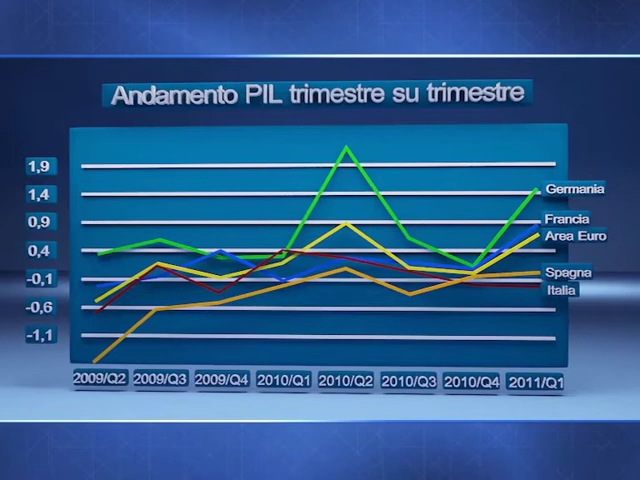 Andamento PIL trimestre su trimestre
1,9
1,4
0,9
0,4
-0,1
-0,6
-1,1
Germania
Francia
Area Euro
Spagna
Italia
2009/Q2 2009/Q3 2009/Q4 2010/Q1 2010/Q2 2010/Q3 2010/Q4 2011/Q1